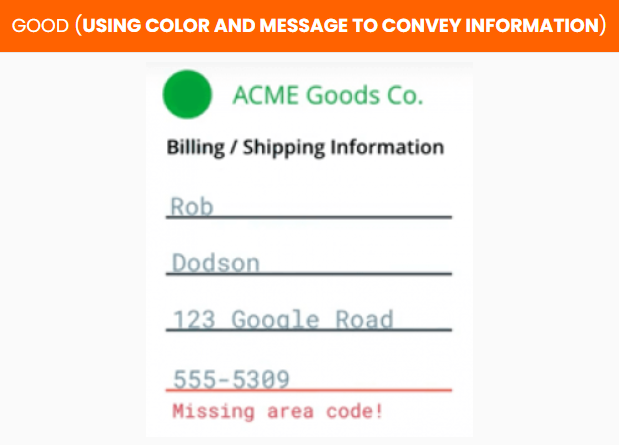 GOOD (USING COLOR AND MESSAGE TO CONVEY INFORMATION)
ACME Goods Co.
Billing / Shipping Information
Rob
Dodson
123 Google Road
555-5309
Missing area code!